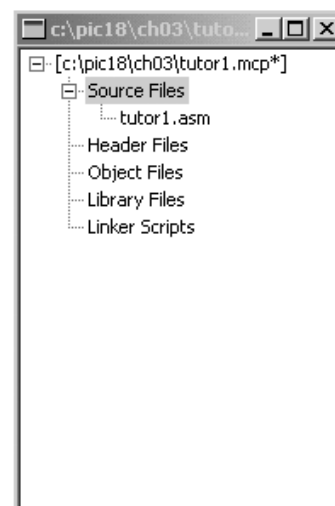 c:\pic18\ch03\tuto...
[c:\pic18\ch03\tutor1.mcp*]
Source Files
tutor1.asm
Header Files
Object Files
Library Files
Linker Scripts